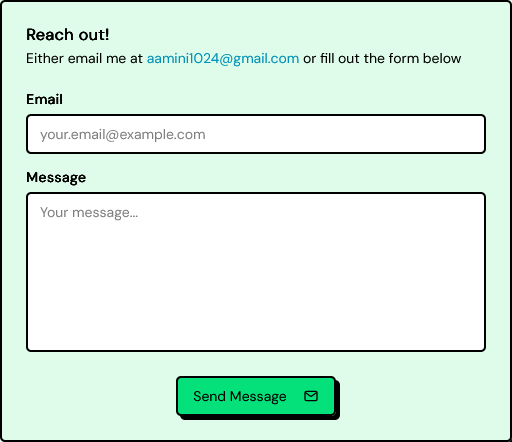 Reach out!
Either email me at aamini1024@gmail.com or fill out the form below
Email
your.email@example.com
Message
Your message...
Send Message